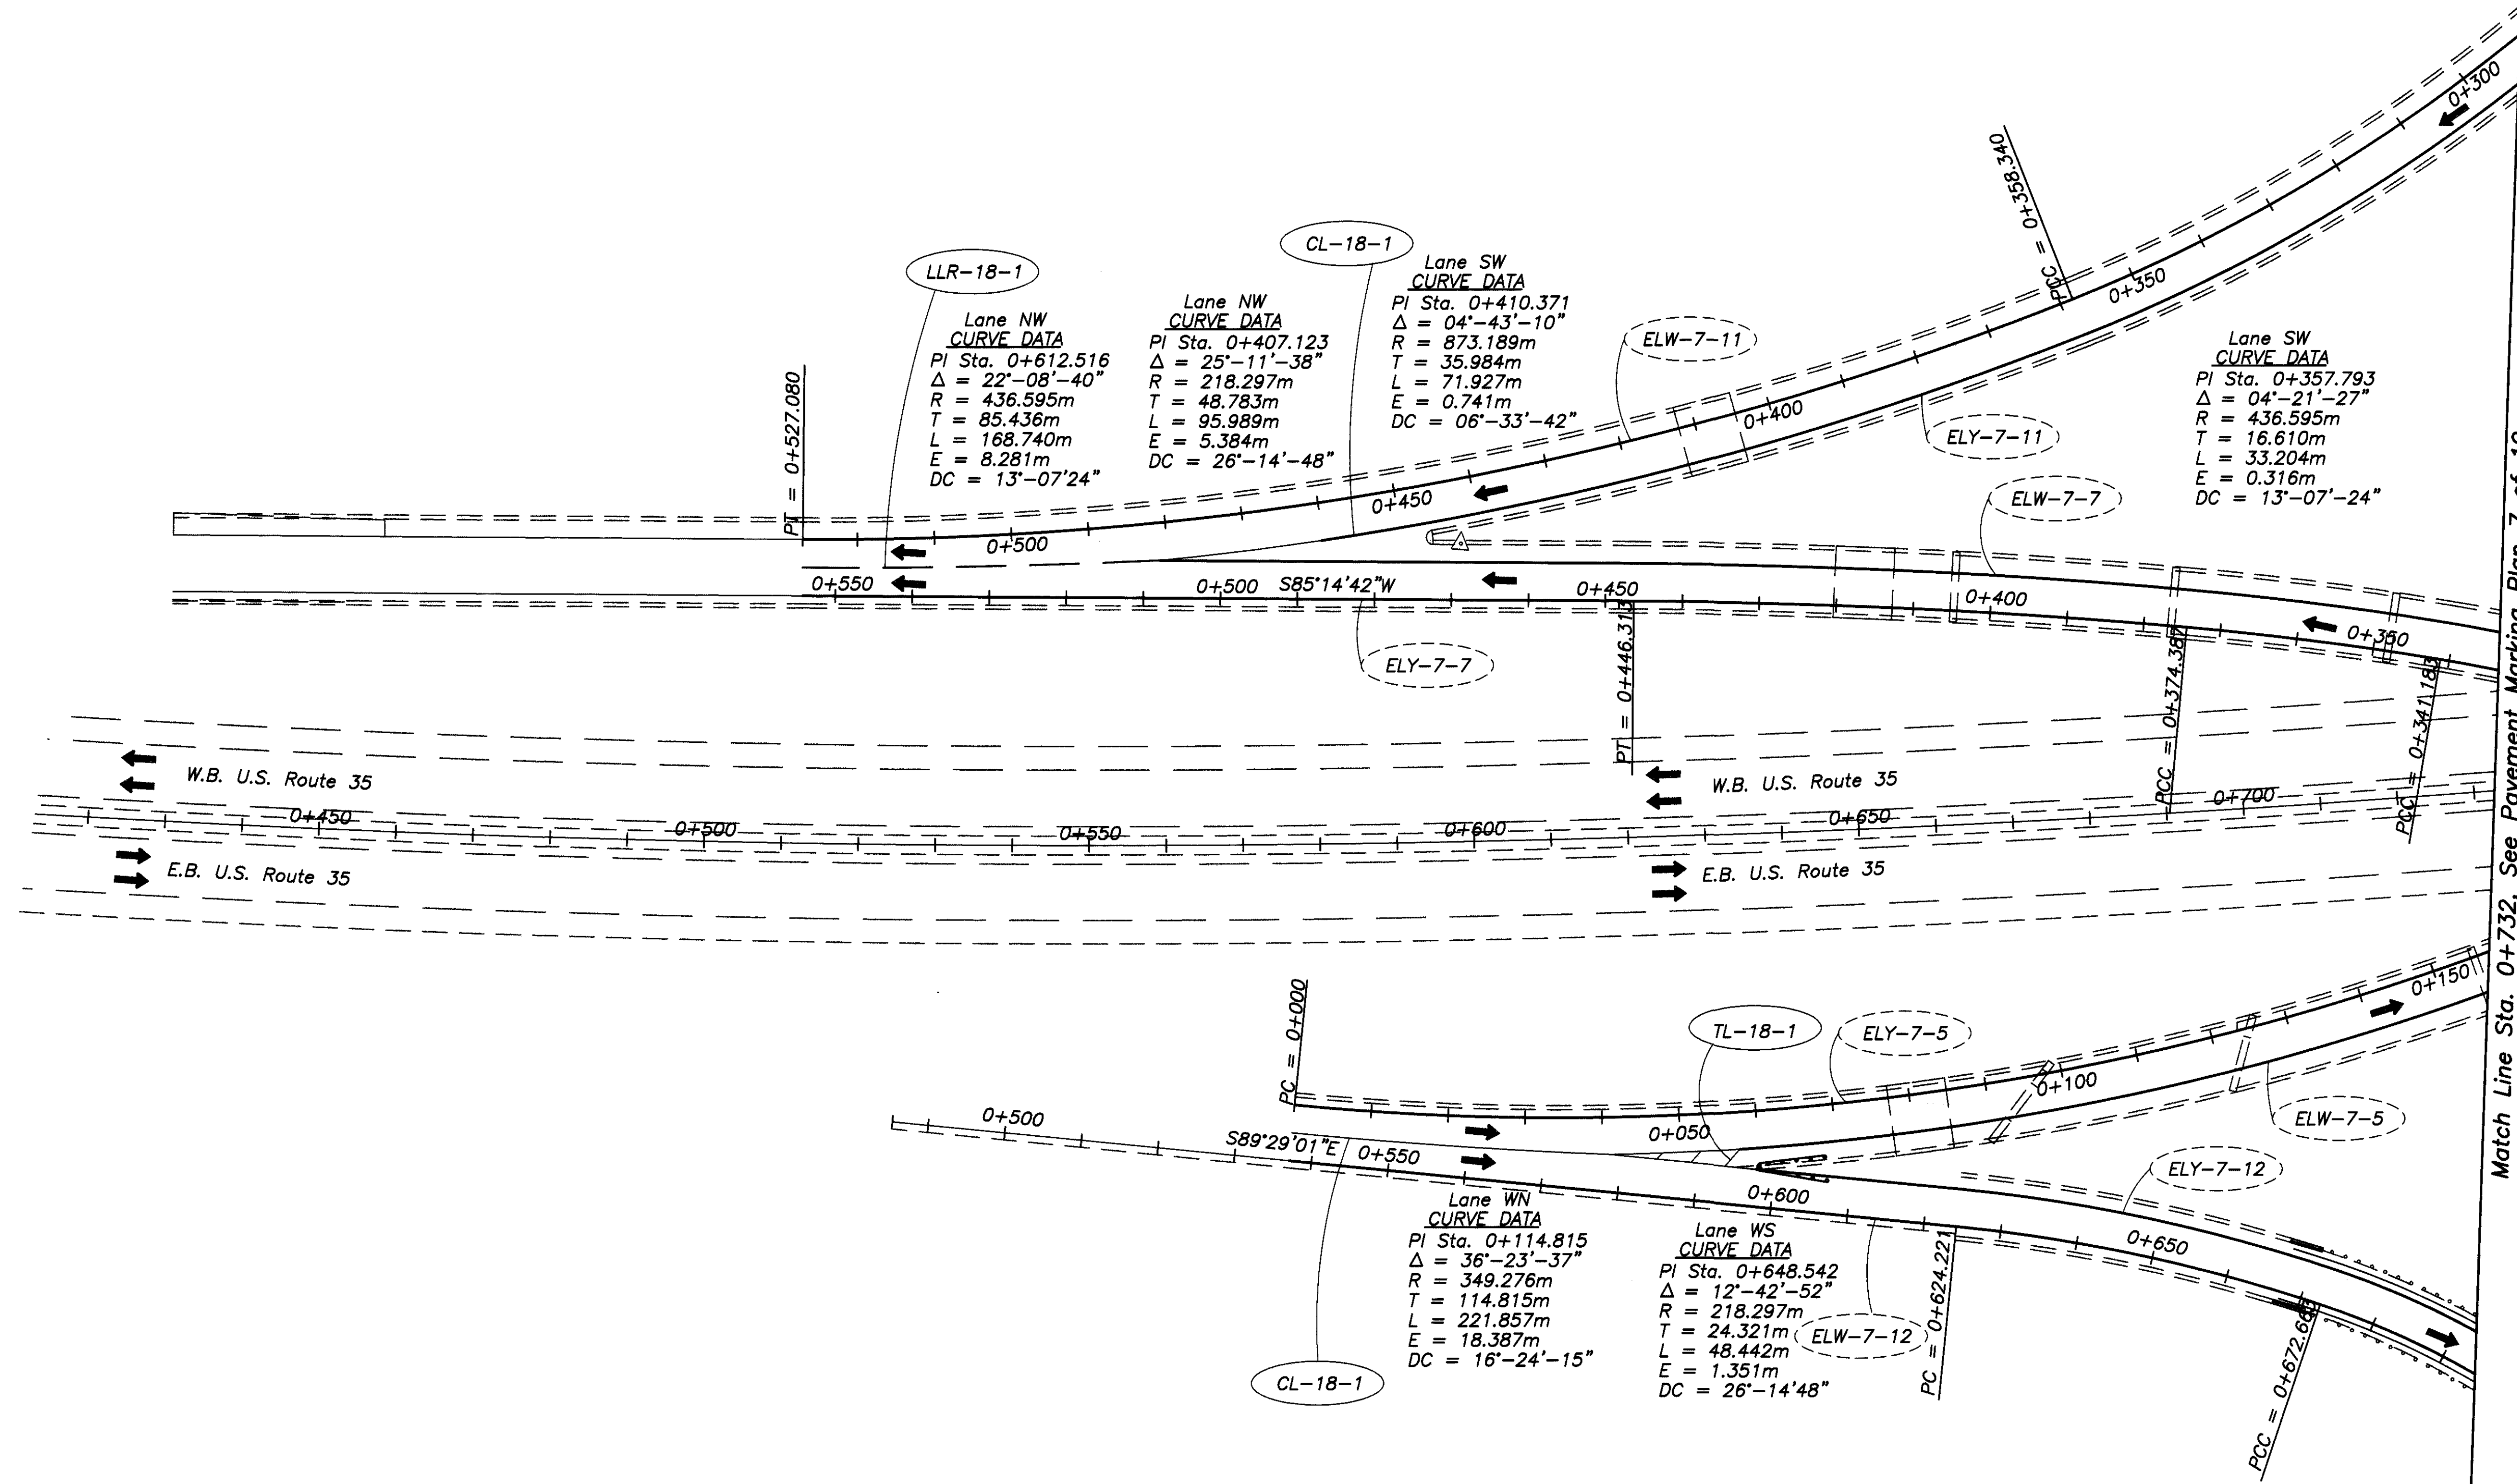 0+300
PCC = 0+358.340
0+350
CL-18-1
LLR-18-1
Lane NW
CURVE DATA
PI Sta. 0+612.516
Δ = 22°-08'-40"
R = 436.595m
T = 85.436m
L = 168.740m
E = 8.281m
DC = 13°-07'24"
Lane NW
CURVE DATA
PI Sta. 0+407.123
Δ = 25°-11'-38"
R = 218.297m
T = 48.783m
L = 95.989m
E = 5.384m
DC = 26°-14'-48"
Lane SW
CURVE DATA
PI Sta. 0+410.371
Δ = 04°-43'-10"
R = 873.189m
T = 35.984m
L = 71.927m
E = 0.741m
DC = 06°-33'-42"
ELW-7-11
Lane SW
CURVE DATA
PI Sta. 0+357.793
Δ = 04°-21'-27"
R = 436.595m
T = 16.610m
L = 33.204m
E = 0.316m
DC = 13°-07'-24"
PT = 0+527.080
0+400
ELY-7-11
0+450
ELW-7-7
0+500
0+550
0+500
S85°14'42"W
0+450
0+400
0+350
ELY-7-7
PT = 0+446.313
PCC = 0+374.387
PCC = 0+341.183
W.B. U.S. Route 35
W.B. U.S. Route 35
0+450
0+500
0+550
0+600
0+650
0+700
E.B. U.S. Route 35
E.B. U.S. Route 35
Match Line Sta. 0+732, See Pavement Marking Plan 7 of
PC = 0+000
TL-18-1
ELY-7-5
0+150
0+100
0+050
ELW-7-5
0+500
S89°29'01"E
0+550
0+600
ELY-7-12
0+650
Lane WN
CURVE DATA
PI Sta. 0+114.815
Δ = 36°-23'-37"
R = 349.276m
T = 114.815m
L = 221.857m
E = 18.387m
DC = 16°-24'-15"
Lane WS
CURVE DATA
PI Sta. 0+648.542
Δ = 12°-42'-52"
R = 218.297m
T = 24.321m
L = 48.442m
E = 1.351m
DC = 26°-14'48"
ELW-7-12
CL-18-1
PC = 0+624.221
PCC = 0+672.663